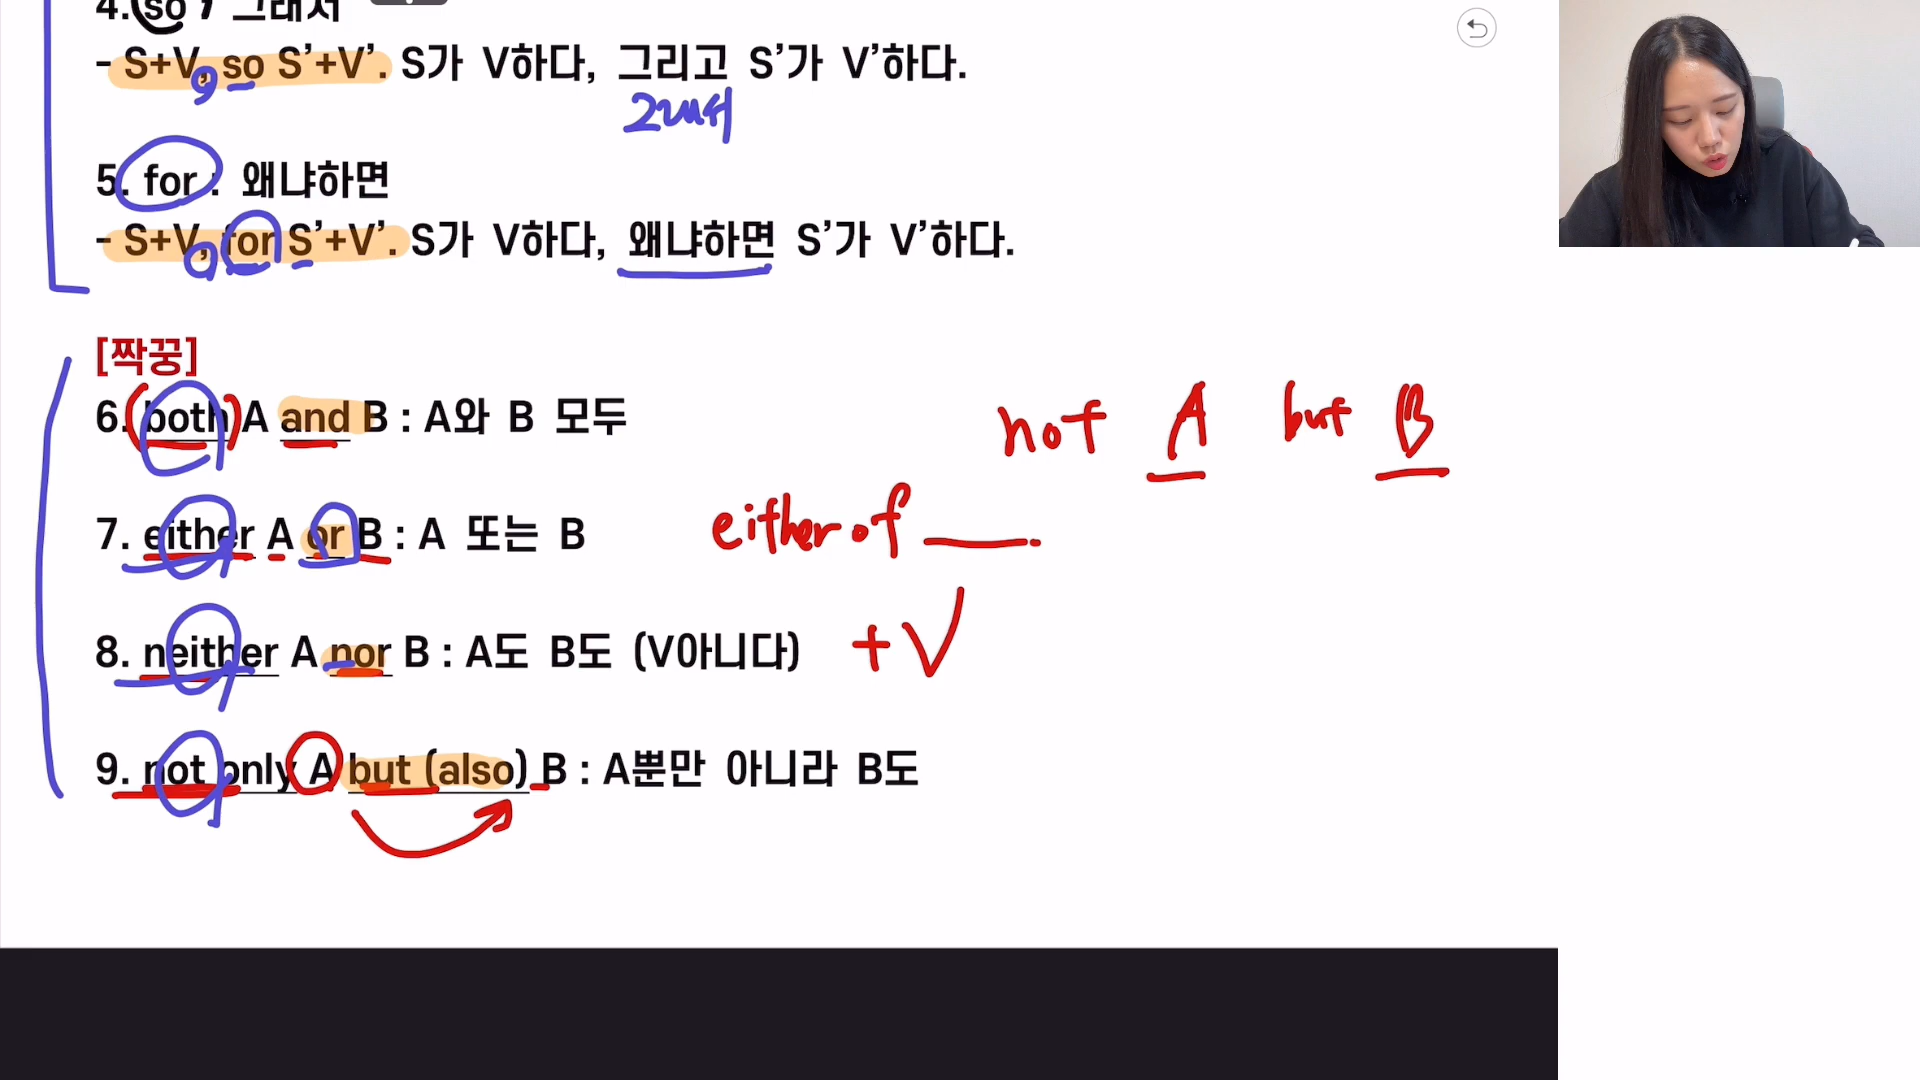 4. so, 그래서
- S+V, so S’+V’. S가 V하다, 그리고 S’가 V’하다.
그래서
5. for : 왜냐하면
- S+V, for S’+V’. S가 V하다, 왜냐하면 S’가 V’하다.
[짝꿍]
6. both A and B : A와 B 모두
not A but B
7. either A or B : A 또는 B
either of
8. neither A nor B : A도 B도 (V아니다)
+V
9. not only A but (also) B : A뿐만 아니라 B도